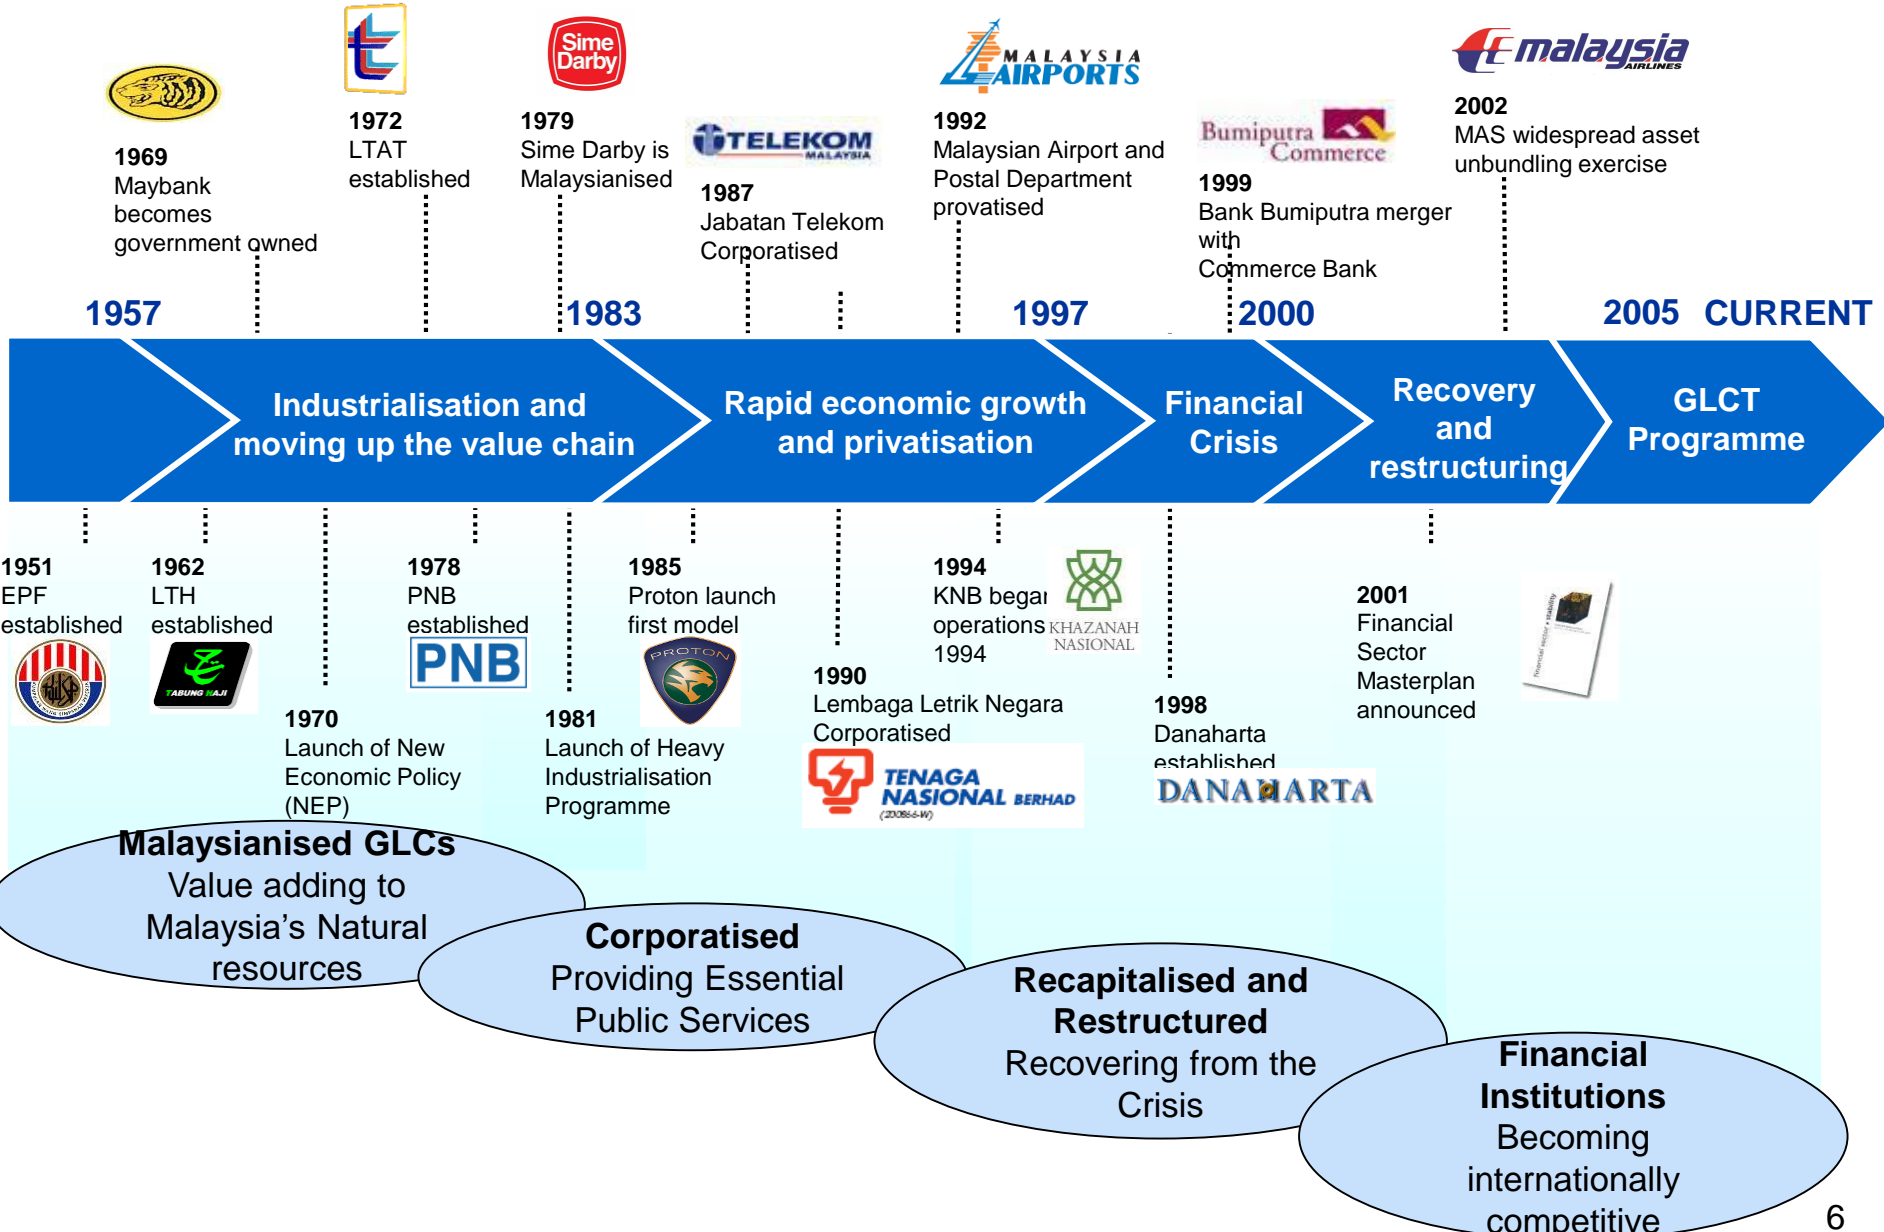 Sime
Darby
MALAYSIA
AIRPORTS
malaysia
AIRLINES
TELEKOM
MALAYSIA
Bumiputra
Commerce
1969
Maybank
becomes
government owned
1972
LTAT
established
1979
Sime Darby is
Malaysianised
1987
Jabatan Telekom
Corporatised
1992
Malaysian Airport and
Postal Department
provatised
1999
Bank Bumiputra merger
with
Commerce Bank
2002
MAS widespread asset
unbundling exercise
1957
1983
1997
2000
2005 CURRENT
Industrialisation and
moving up the value chain
Rapid economic growth
and privatisation
Financial
Crisis
Recovery
and
restructuring
GLCT
Programme
1951
EPF
established
1962
LTH
established
TABUNG HAJI
1970
Launch of New
Economic Policy
(NEP)
1978
PNB
established
PNB
1981
Launch of Heavy
Industrialisation
Programme
1985
Proton launch
first model
PROTON
1990
Lembaga Letrik Negara
Corporatised
TENAGA
NASIONAL BERHAD
(200866-W)
1994
KNB began
operations
1994
KHAZANAH
NASIONAL
1998
Danaharta
established
DANAHARTA
2001
Financial
Sector
Masterplan
announced
financial sector stability
Malaysianised GLCs
Value adding to
Malaysia’s Natural
resources
Corporatised
Providing Essential
Public Services
Recapitalised and
Restructured
Recovering from the
Crisis
Financial
Institutions
Becoming
internationally
competitive
6